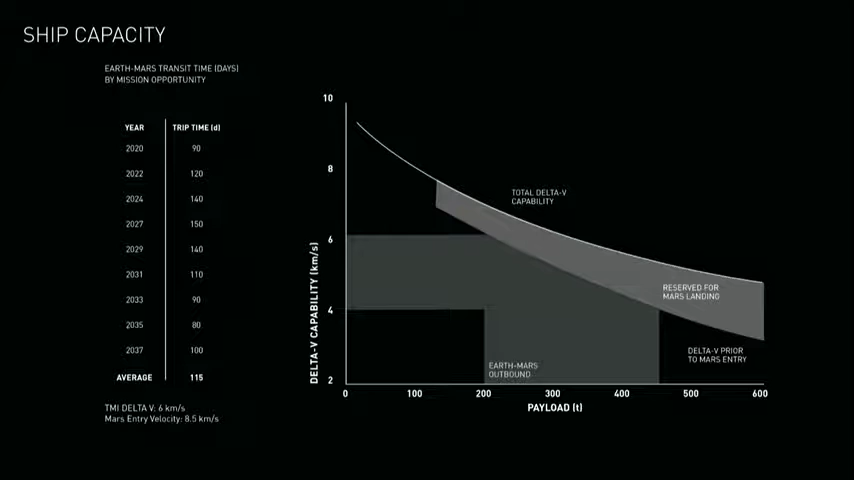 SHIP CAPACITY
EARTH-MARS TRANSIT TIME (DAYS)
BY MISSION OPPORTUNITY
YEAR TRIP TIME (d)
2020 90
2022 120
2024 140
2027 150
2029 140
2031 110
2033 90
2035 80
2037 100
AVERAGE 115
TMI DELTA V: 6 km/s
Mars Entry Velocity: 8.5 km/s
DELTA-V CAPABILITY (km/s)
10
8
6
4
2
TOTAL DELTA-V
CAPABILITY
RESERVED FOR
MARS LANDING
DELTA-V PRIOR
TO MARS ENTRY
EARTH-MARS
OUTBOUND
0 100 200 300 400 500 600
PAYLOAD (t)